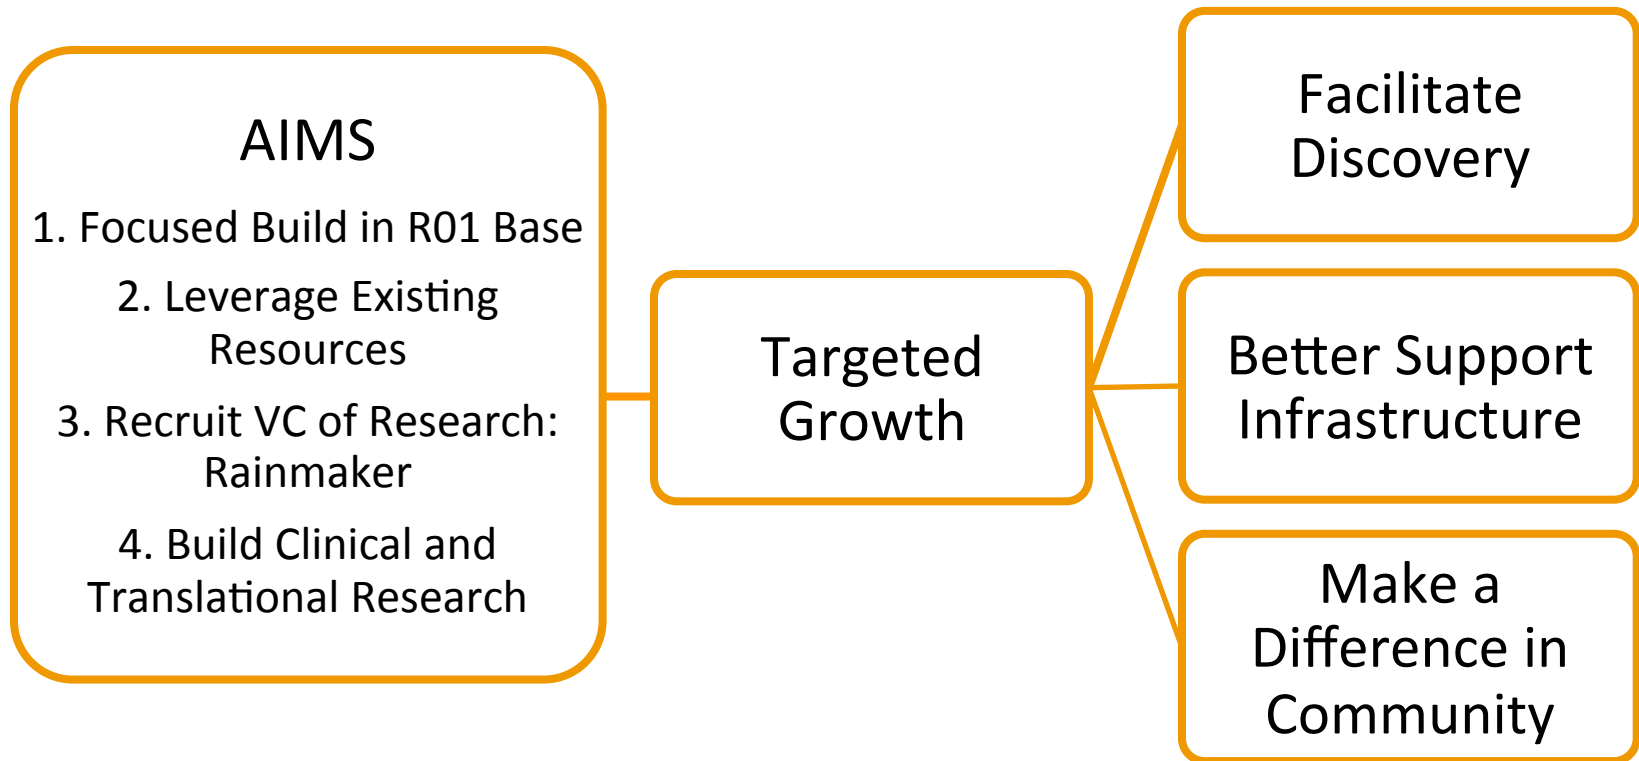 AIMS
1. Focused Build in R01 Base
2. Leverage Existing
Resources
3. Recruit VC of Research:
Rainmaker
4. Build Clinical and
Translational Research
Targeted
Growth
Facilitate
Discovery
Better Support
Infrastructure
Make a
Difference in
Community